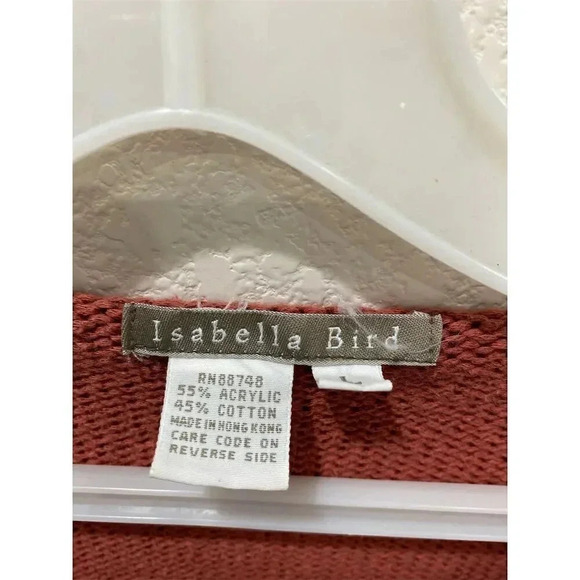 Isabella Bird
L
RN88748
55% ACRYLIC
45% COTTON
MADE IN HONG KONG
CARE CODE ON
REVERSE SIDE